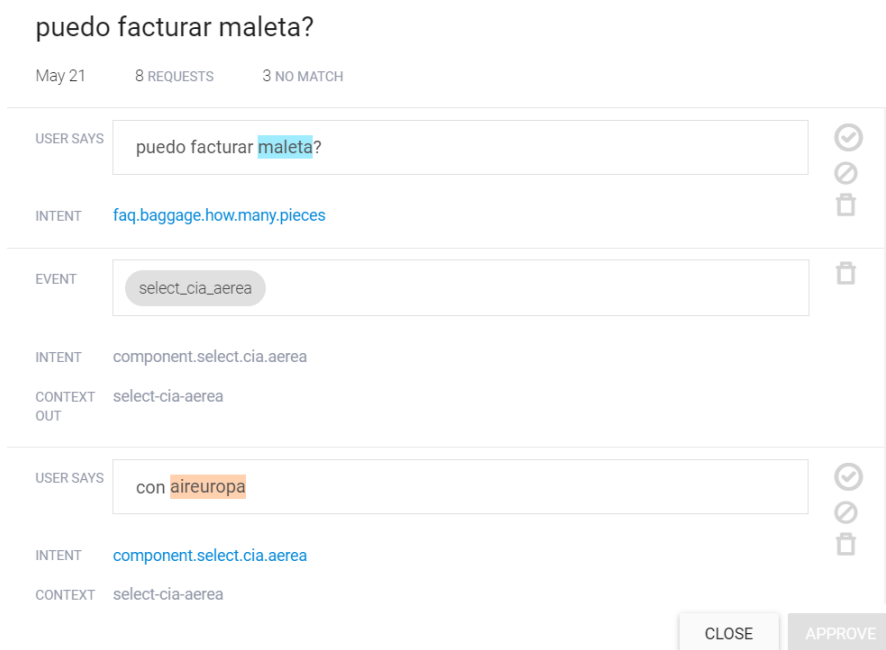 puedo facturar maleta?
May 21 8 REQUESTS 3 NO MATCH
USER SAYS puedo facturar maleta?
INTENT faq.baggage.how.many.pieces
EVENT select_cia_aerea
INTENT component.select.cia.aerea
CONTEXT OUT select-cia-aerea
USER SAYS con aireuropa
INTENT component.select.cia.aerea
CONTEXT select-cia-aerea
CLOSE APPROVE